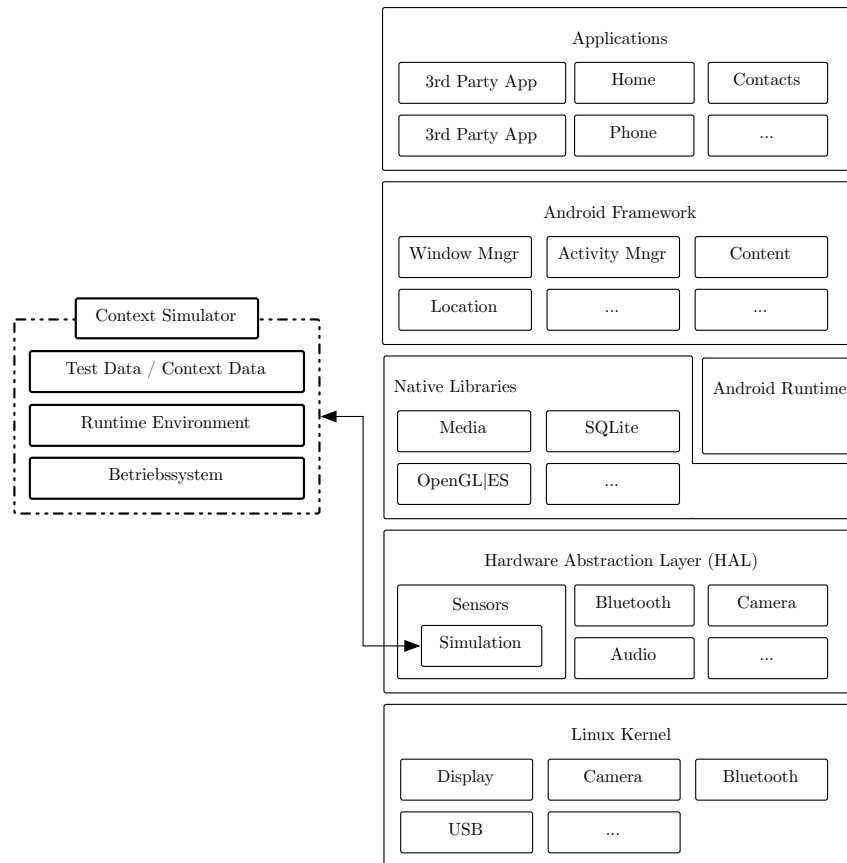 Applications
3rd Party App
Home
Contacts
3rd Party App
Phone
...
Android Framework
Window Mngr
Activity Mngr
Content
Location
...
...
Context Simulator
Test Data / Context Data
Runtime Environment
Betriebssystem
Native Libraries
Media
SQLite
OpenGL|ES
...
Android Runtime
Hardware Abstraction Layer (HAL)
Sensors
Simulation
Bluetooth
Camera
Audio
...
Linux Kernel
Display
Camera
Bluetooth
USB
...